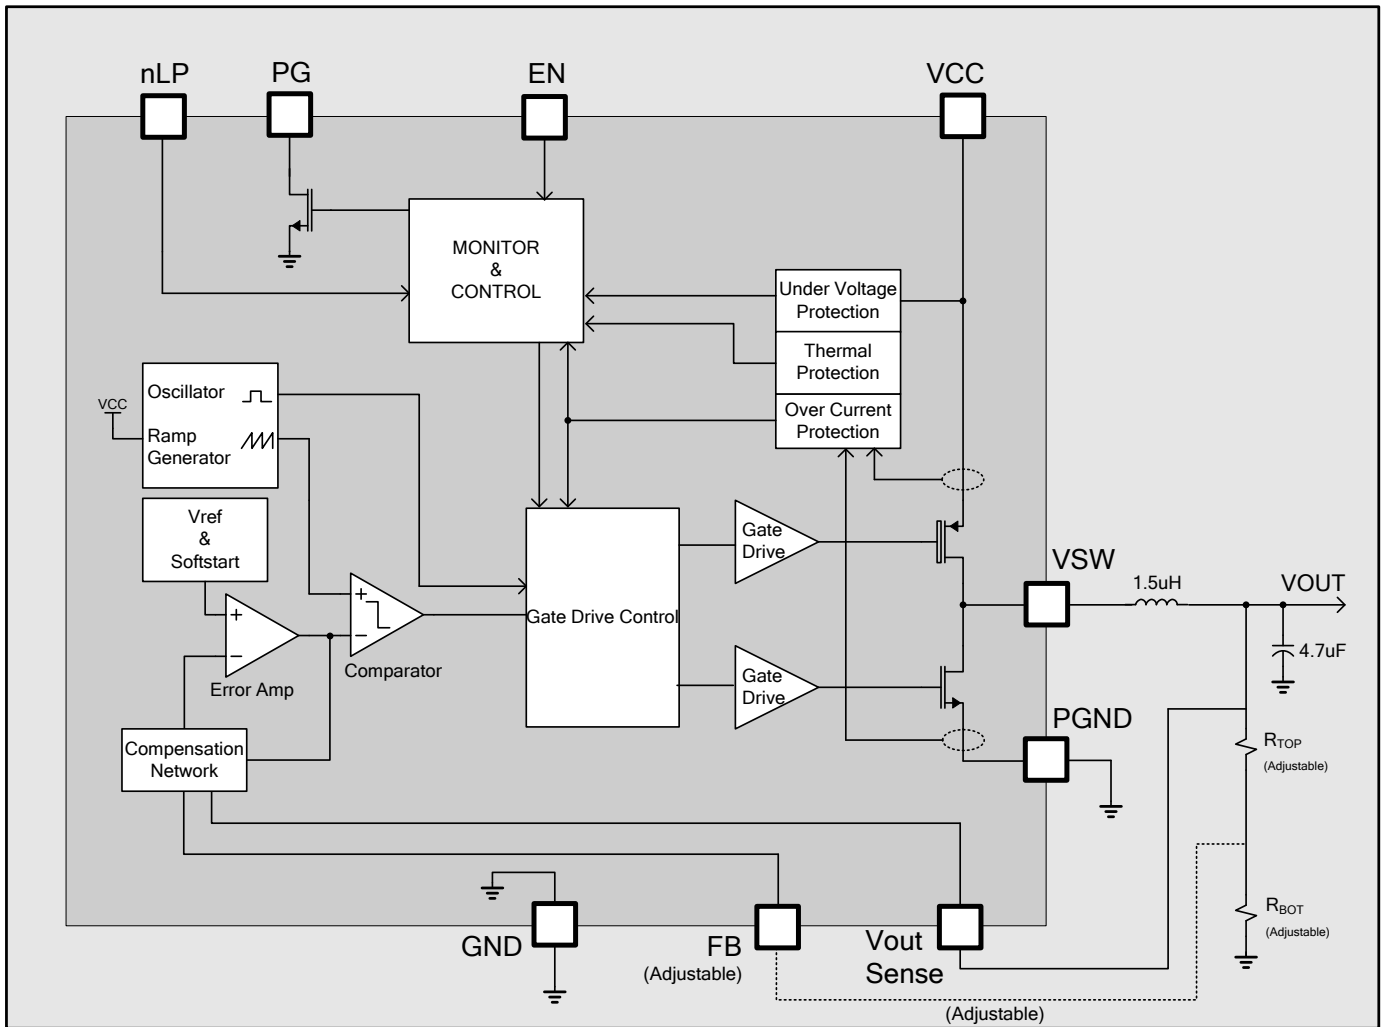 nLP
PG
EN
VCC
MONITOR
&
CONTROL
Under Voltage
Protection
Thermal
Protection
Over Current
Protection
Oscillator
VCC
Ramp
Generator
Vref
&
Softstart
+
−
Error Amp
+
−
Comparator
Compensation
Network
Gate Drive Control
Gate
Drive
Gate
Drive
VSW
1.5uH
VOUT
4.7uF
PGND
RTOP
(Adjustable)
RBOT
(Adjustable)
GND
FB
(Adjustable)
Vout
Sense
(Adjustable)